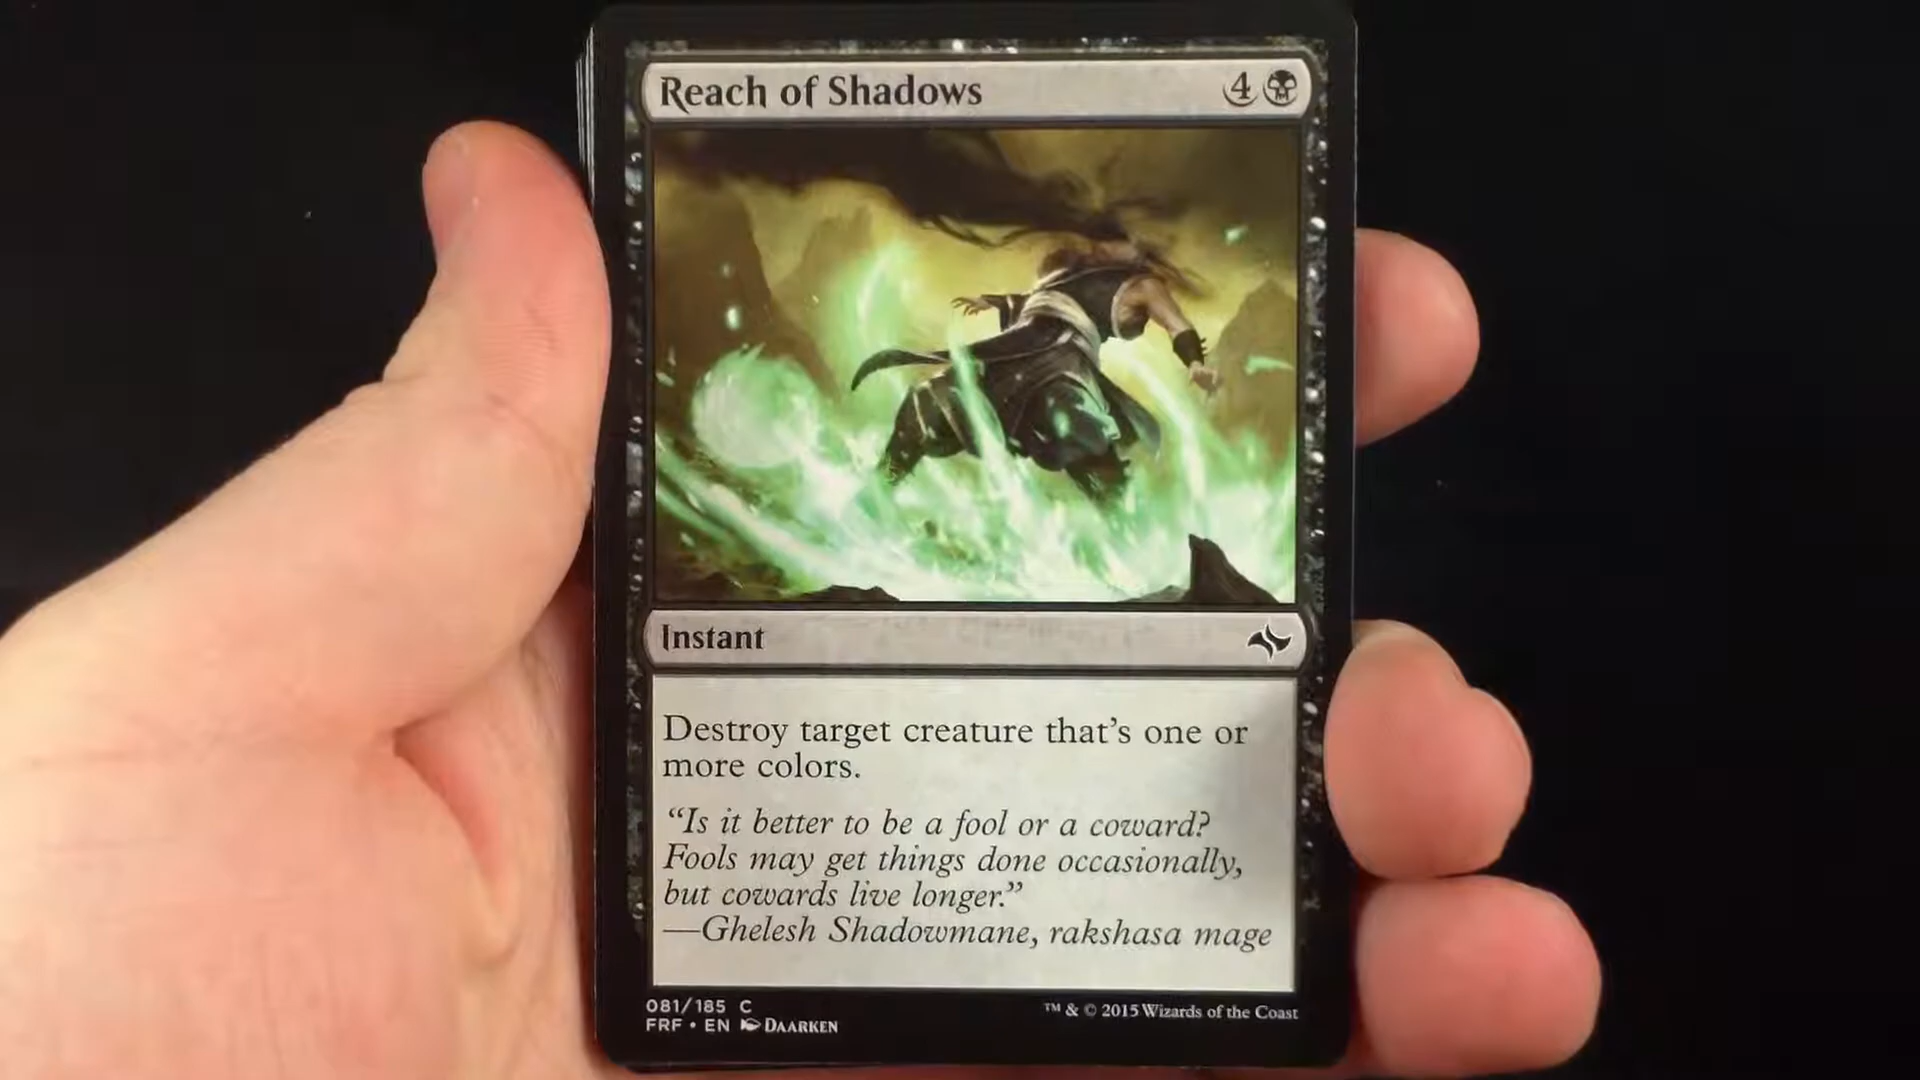 Reach of Shadows 4
Instant
Destroy target creature that's one or
more colors.
“Is it better to be a fool or a coward?
Fools may get things done occasionally,
but cowards live longer.”
—Ghelesh Shadowmane, rakshasa mage
081/185 C
FRF • EN DAARKEN
™ & © 2015 Wizards of the Coast